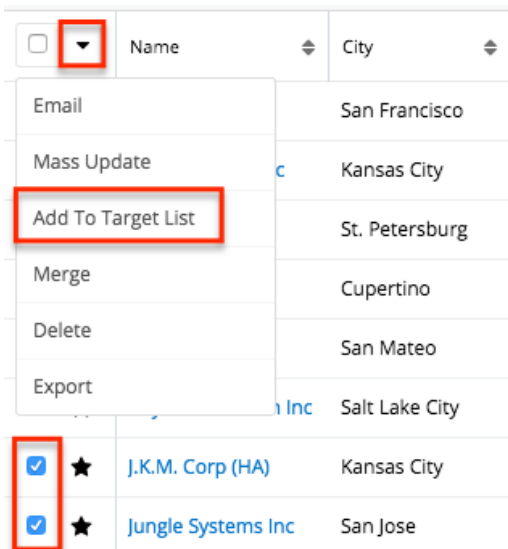 Name City
Email
San Francisco
Mass Update
c Kansas City
Add To Target List
St. Petersburg
Merge
Cupertino
Delete
San Mateo
Export
Inc Salt Lake City
J.K.M. Corp (HA) Kansas City
Jungle Systems Inc San Jose